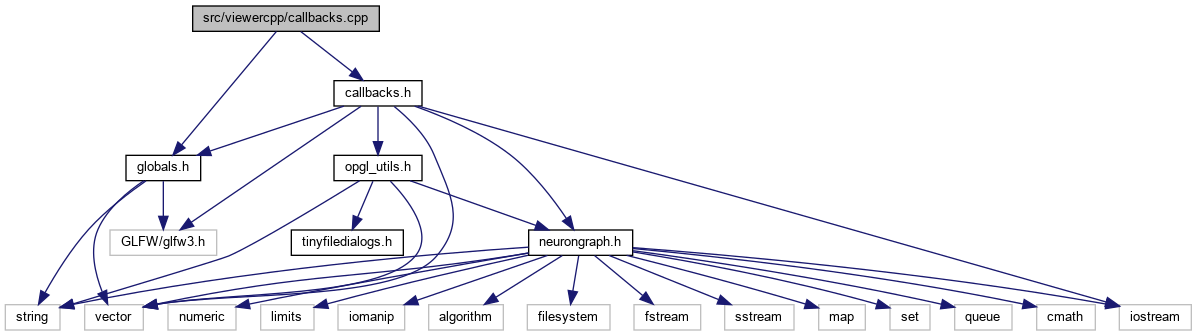 src/viewercpp/callbacks.cpp
callbacks.h
globals.h
opgl_utils.h
GLFW/glfw3.h
tinyfiledialogs.h
neurongraph.h
string
vector
numeric
limits
iomanip
algorithm
filesystem
fstream
sstream
map
set
queue
cmath
iostream